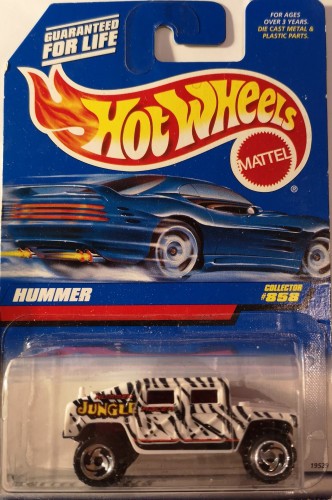 GUARANTEED
FOR LIFE
FOR AGES
OVER 3 YEARS.
DIE CAST METAL &
PLASTIC PARTS.
HOT WHEELS
MATTEL
®
HUMMER
COLLECTOR
#858
JUNGLE